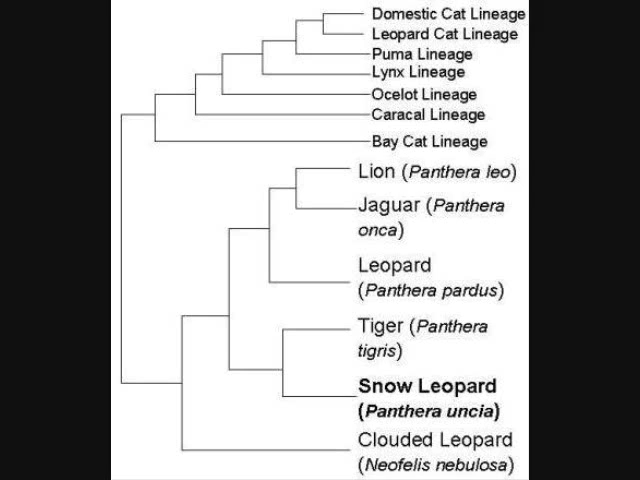 Domestic Cat Lineage
Leopard Cat Lineage
Puma Lineage
Lynx Lineage
Ocelot Lineage
Caracal Lineage
Bay Cat Lineage
Lion (Panthera leo)
Jaguar (Panthera
onca)
Leopard
(Panthera pardus)
Tiger (Panthera
tigris)
Snow Leopard
(Panthera uncia)
Clouded Leopard
(Neofelis nebulosa)